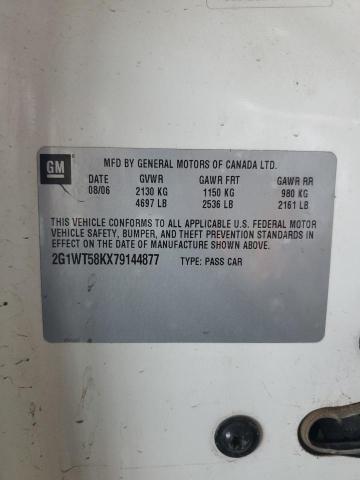 GM
MFD BY GENERAL MOTORS OF CANADA LTD.
DATE GVWR GAWR FRT GAWR RR
08/06 2130 KG 1150 KG 980 KG
4697 LB 2536 LB 2161 LB
THIS VEHICLE CONFORMS TO ALL APPLICABLE U.S. FEDERAL MOTOR
VEHICLE SAFETY, BUMPER, AND THEFT PREVENTION STANDARDS IN
EFFECT ON THE DATE OF MANUFACTURE SHOWN ABOVE.
2G1WT58KX79144877 TYPE: PASS CAR